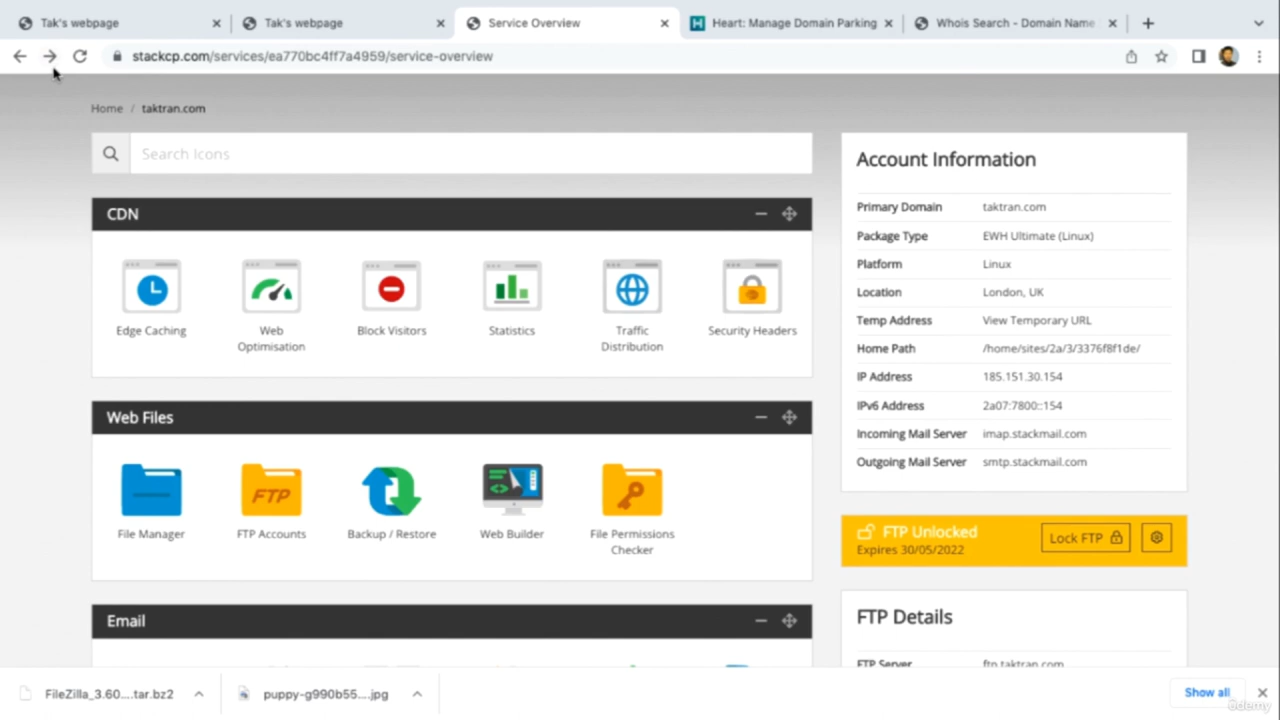 Tak's webpage
Tak's webpage
Service Overview
Heart: Manage Domain Parking
Whois Search - Domain Name
stackcp.com/services/ea770bc4ff7a4959/service-overview
Home / taktran.com
Search Icons
CDN
Edge Caching
Web
Optimisation
Block Visitors
Statistics
Traffic
Distribution
Security Headers
Web Files
FTP
File Manager
FTP Accounts
Backup / Restore
Web Builder
File Permissions
Checker
Email
Account Information
Primary Domain taktran.com
Package Type EWH Ultimate (Linux)
Platform Linux
Location London, UK
Temp Address View Temporary URL
Home Path /home/sites/2a/3/3376f8f1de/
IP Address 185.151.30.154
IPv6 Address 2a07:7800::154
Incoming Mail Server imap.stackmail.com
Outgoing Mail Server smtp.stackmail.com
FTP Unlocked
Expires 30/05/2022
Lock FTP
FTP Details
FTP Server ftp.taktran.com
FileZilla_3.60....tar.bz2
puppy-g990b55....jpg
Show all
ûdemy